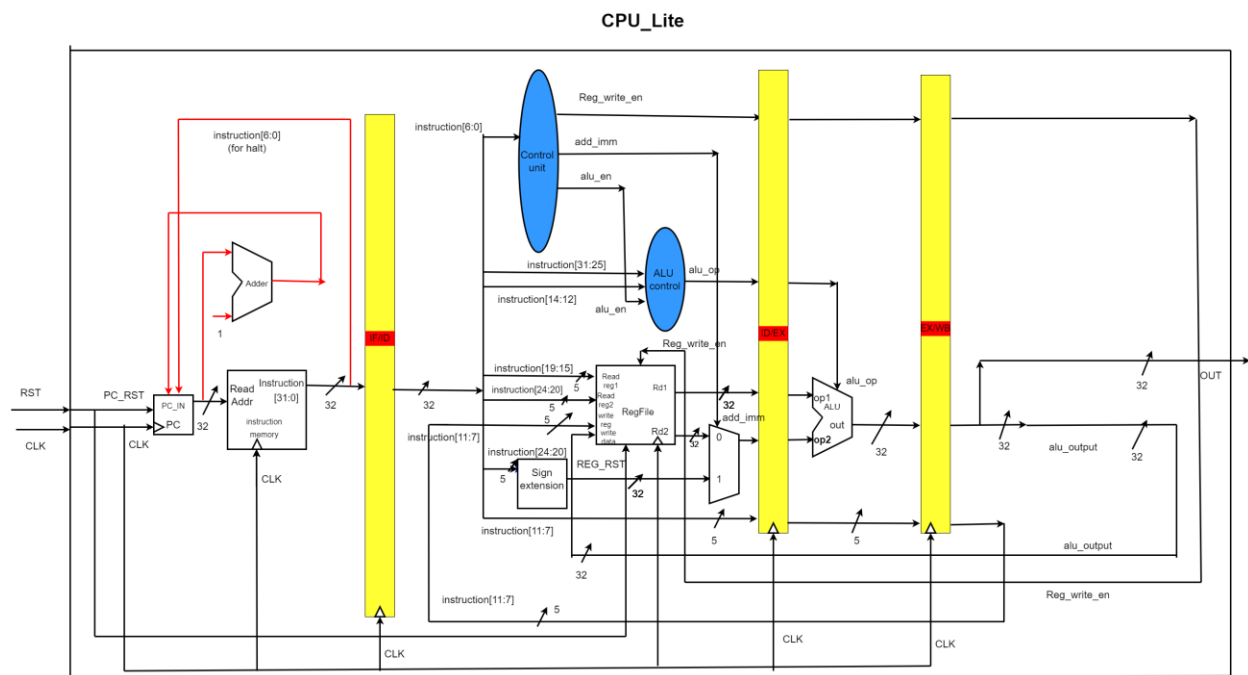 CPU_Lite
Reg_write_en
instruction[6:0]
instruction[6:0]
(for halt)
add_imm
Control
unit
alu_en
Adder
1
instruction[31:25]
ALU
control
alu_op
instruction[14:12]
alu_en
IF/ID
ID/EX
EX/WB
Reg_write_en
RST
PC_RST
PC_IN
PC
CLK
CLK
32
Read
Addr
Instruction
[31:0]
instruction
memory
CLK
32
32
instruction[19:15]
5
instruction[24:20]
5
5
instruction[11:7]
Read
reg1
Read
reg2
write
reg
write
data
RegFile
Rd1
Rd2
32
32
add_imm
0
1
alu_op
op1
ALU
out
op2
32
32
OUT
32
alu_output
32
instruction[24:20]
5
Sign
extension
REG_RST
32
instruction[11:7]
5
5
32
alu_output
instruction[11:7]
5
Reg_write_en
CLK
CLK
CLK